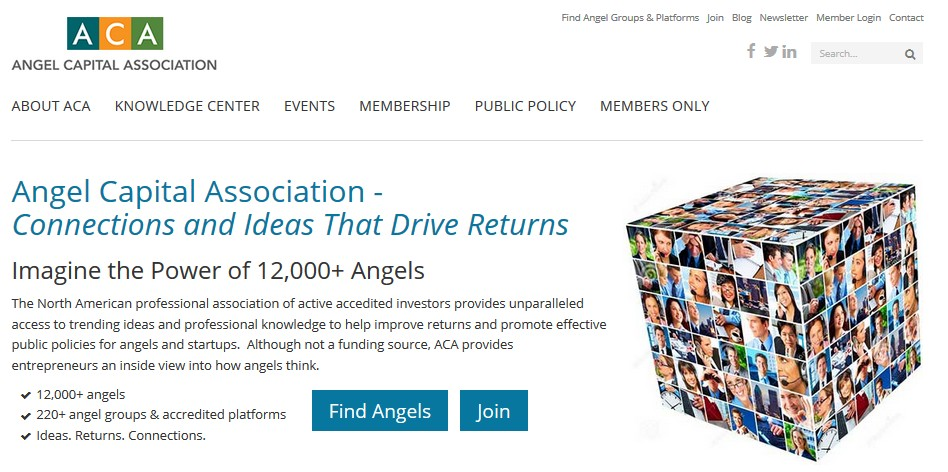 A C A
ANGEL CAPITAL ASSOCIATION
Find Angel Groups & Platforms Join Blog Newsletter Member Login Contact
Search...
ABOUT ACA KNOWLEDGE CENTER EVENTS MEMBERSHIP PUBLIC POLICY MEMBERS ONLY
Angel Capital Association -
Connections and Ideas That Drive Returns
Imagine the Power of 12,000+ Angels
The North American professional association of active accredited investors provides unparalleled
access to trending ideas and professional knowledge to help improve returns and promote effective
public policies for angels and startups. Although not a funding source, ACA provides
entrepreneurs an inside view into how angels think.
12,000+ angels
220+ angel groups & accredited platforms
Ideas. Returns. Connections.
Find Angels
Join